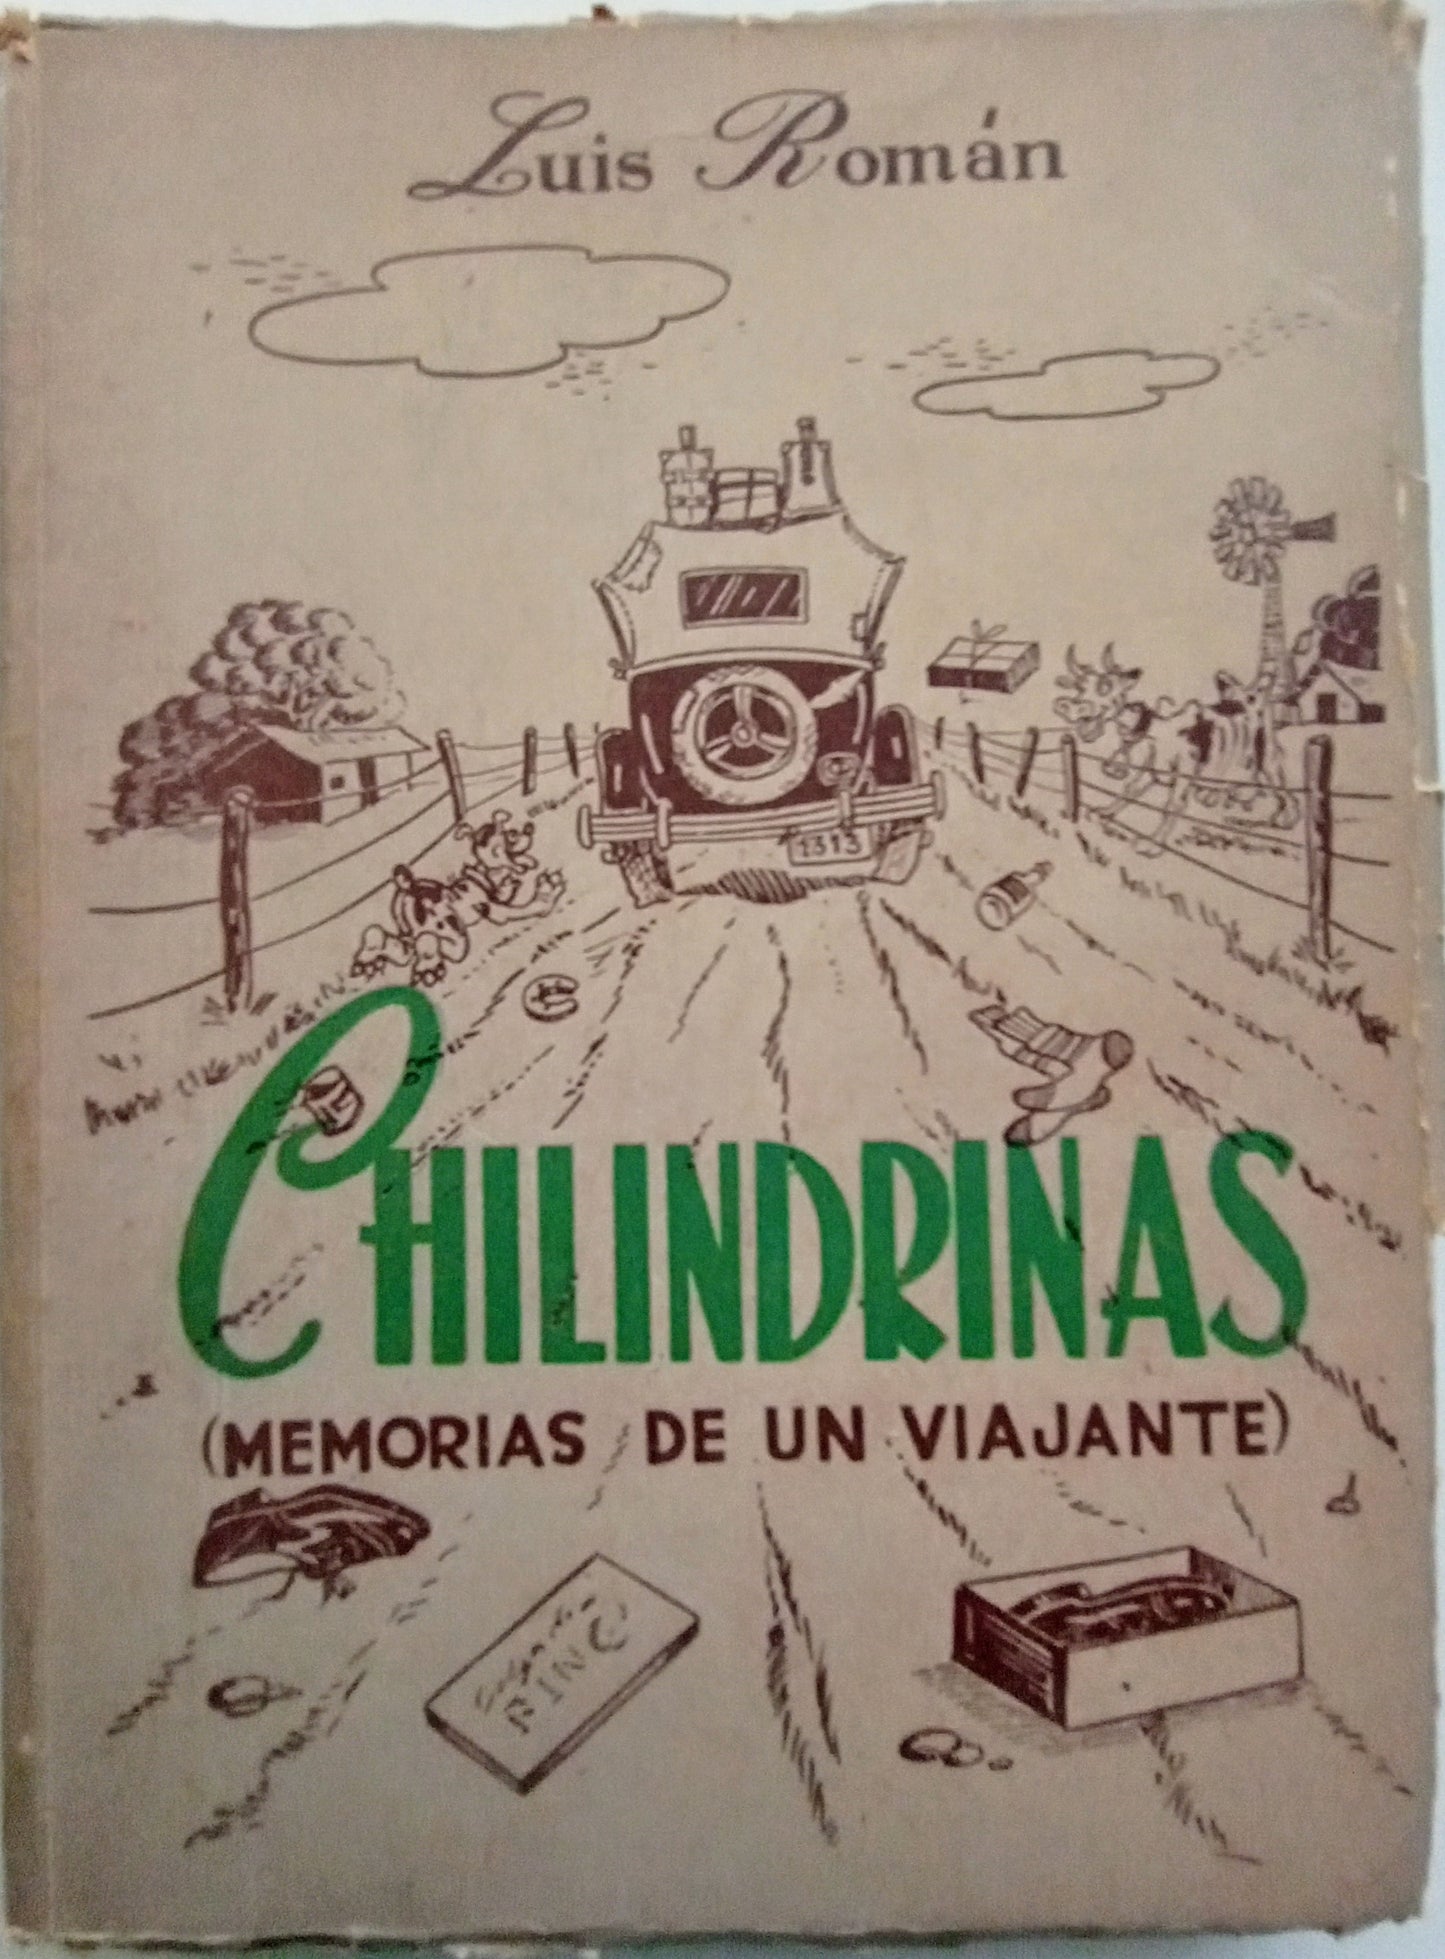 Luis Román
1313
CHILINDRINAS
(MEMORIAS DE UN VIAJANTE)